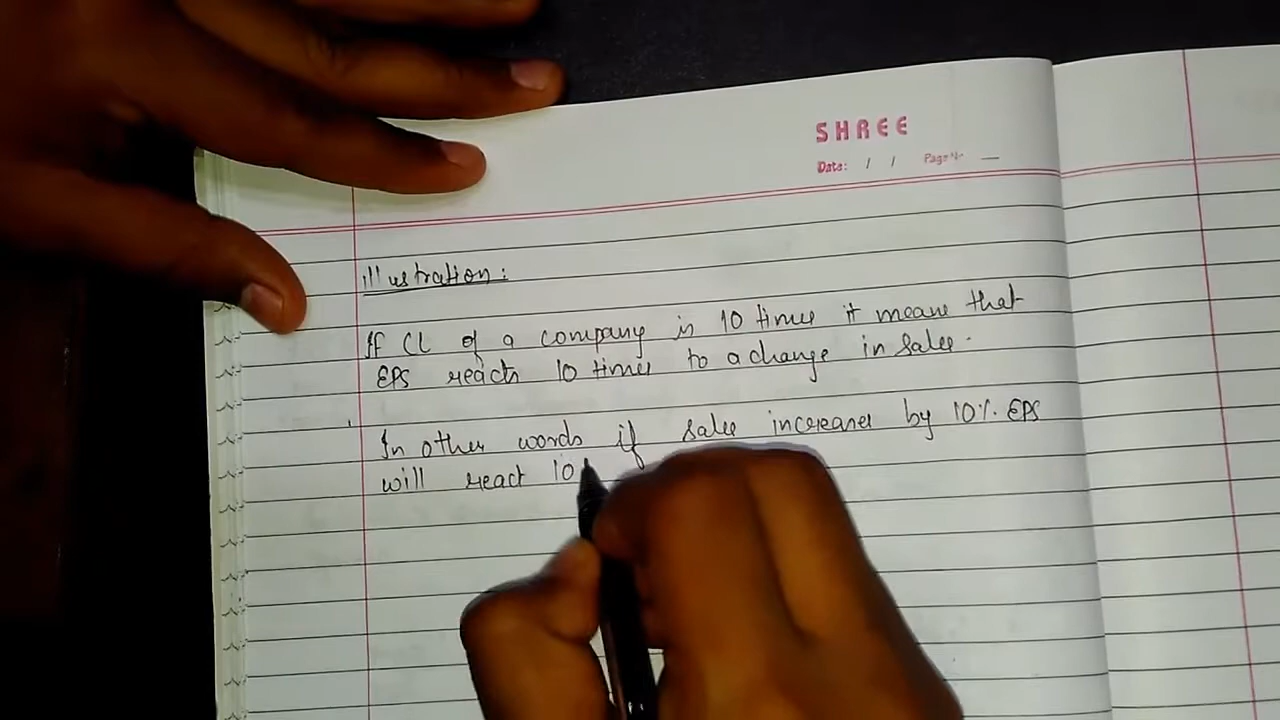 SHREE
Date: / / Page No. —
illustration:
If CL of a company is 10 times it means that
EPS reacts 10 times to a change in sales.
In other words if sales increases by 10%. EPS
will react 10